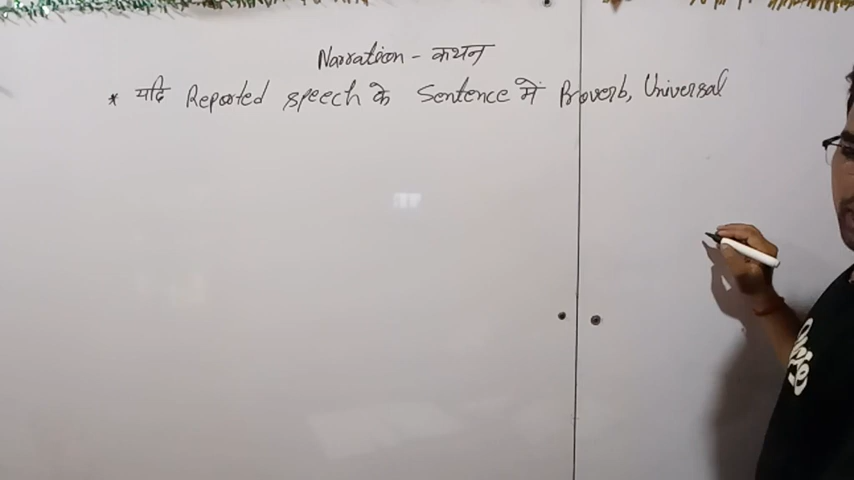 Narration - कथन
* यदि Reported speech के Sentence में Proverb, Universal